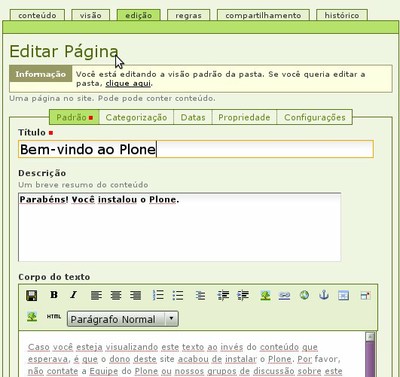 conteúdo visão edição regras compartilhamento histórico
Editar Página
Informação Você está editando a visão padrão da pasta. Se você queria editar a
pasta, clique aqui.
Uma página no site. Pode pode conter conteúdo.
Padrão Categorização Datas Propriedade Configurações
Título
Bem-vindo ao Plone
Descrição
Um breve resumo do conteúdo
Parabéns! Você instalou o Plone.
Corpo do texto
B I
HTML Parágrafo Normal
Caso você esteja visualizando este texto ao invés do conteúdo que
esperava, é que o dono deste site acabou de instalar o Plone. Por favor,
não contate a Equipe do Plone ou nossos grupos de discussão sobre este